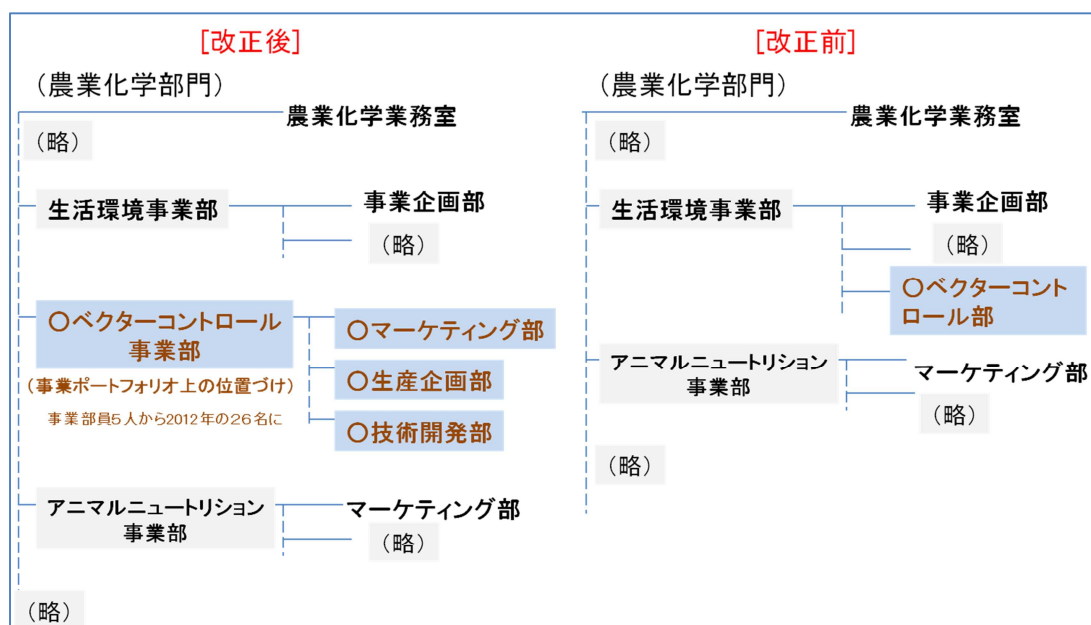 [改正後]
(農業化学部門)
農業化学業務室
(略)
生活環境事業部
事業企画部
(略)
〇ベクターコントロール
事業部
(事業ポートフォリオ上の位置づけ)
事業部員5人から2012年の26名に
〇マーケティング部
〇生産企画部
〇技術開発部
アニマルニュートリション
事業部
マーケティング部
(略)
(略)
[改正前]
(農業化学部門)
農業化学業務室
(略)
生活環境事業部
事業企画部
(略)
〇ベクターコント
ロール部
アニマルニュートリション
事業部
マーケティング部
(略)
(略)